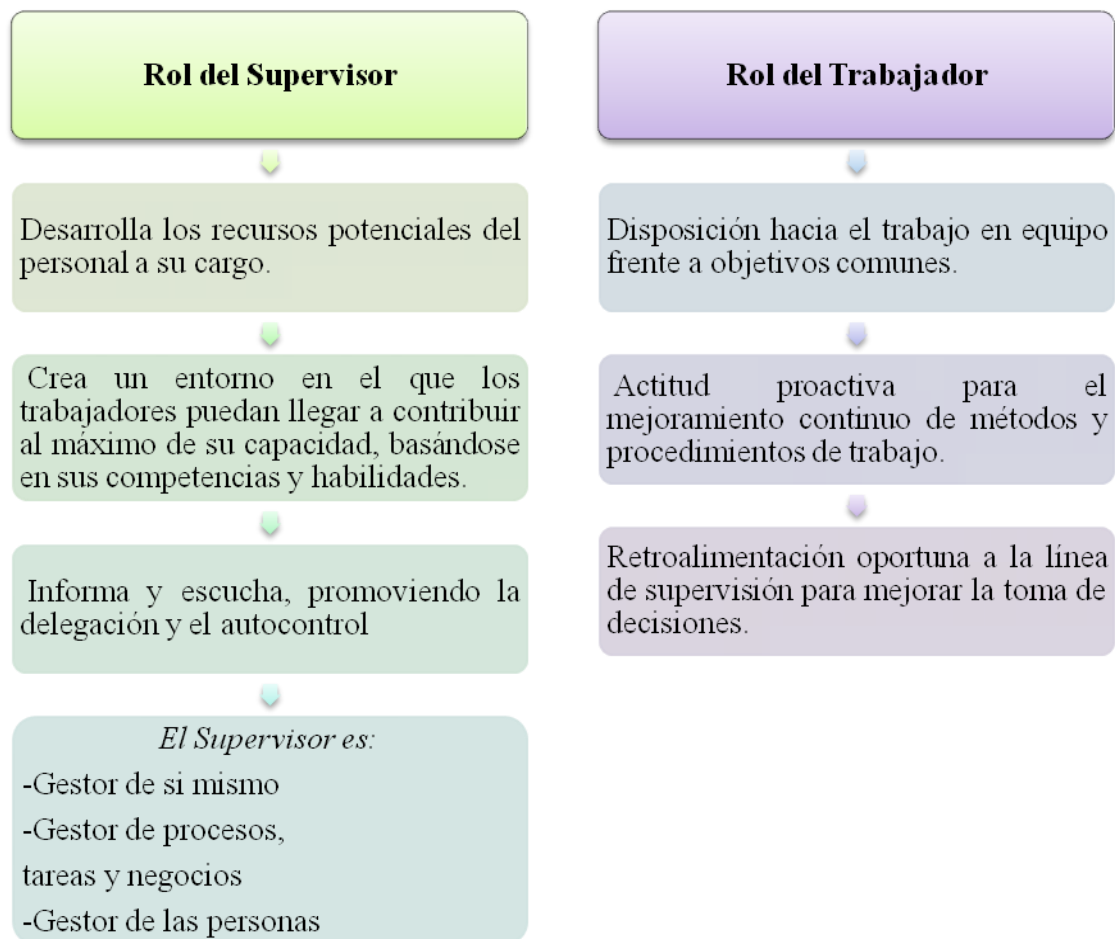 Rol del Supervisor
Desarrolla los recursos potenciales del
personal a su cargo.
Crea un entorno en el que los
trabajadores puedan llegar a contribuir
al máximo de su capacidad, basándose
en sus competencias y habilidades.
Informa y escucha, promoviendo la
delegación y el autocontrol
El Supervisor es:
-Gestor de si mismo
-Gestor de procesos,
tareas y negocios
-Gestor de las personas
Rol del Trabajador
Disposición hacia el trabajo en equipo
frente a objetivos comunes.
Actitud proactiva para el
mejoramiento continuo de métodos y
procedimientos de trabajo.
Retroalimentación oportuna a la línea
de supervisión para mejorar la toma de
decisiones.